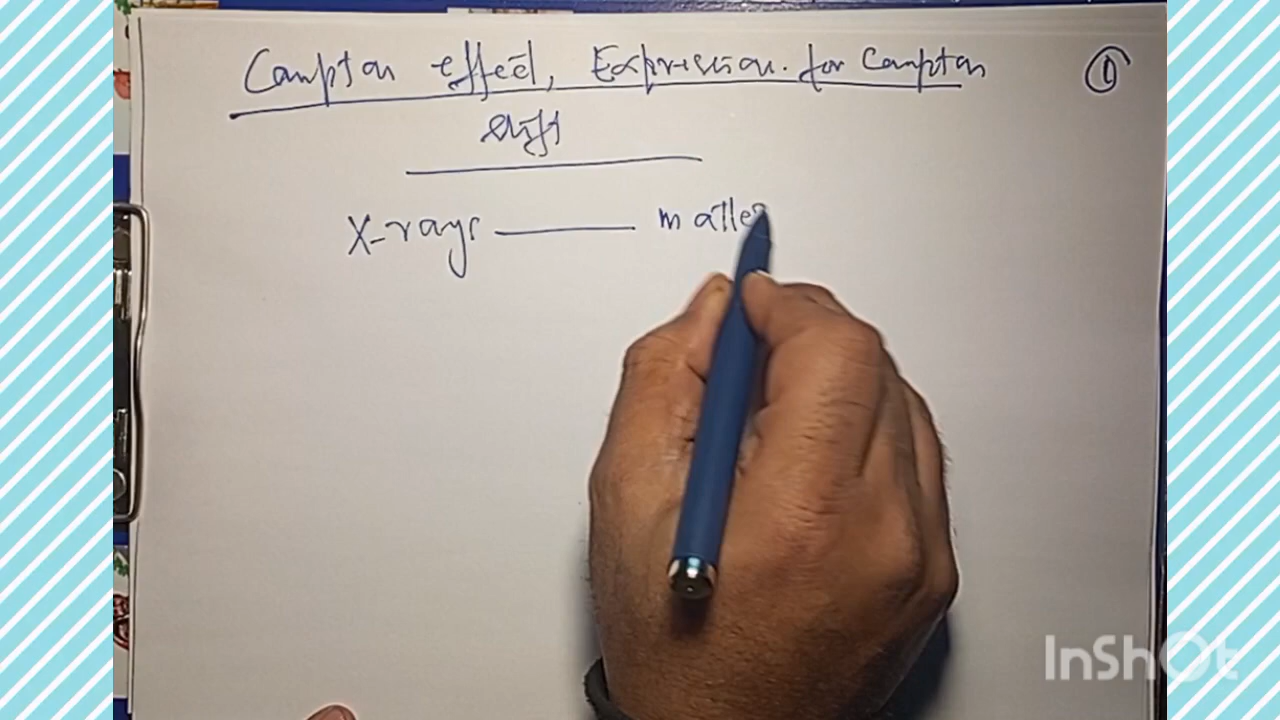 Compton effect, Expression. for Compton
①
shift
X-rays —— matter
InShOt